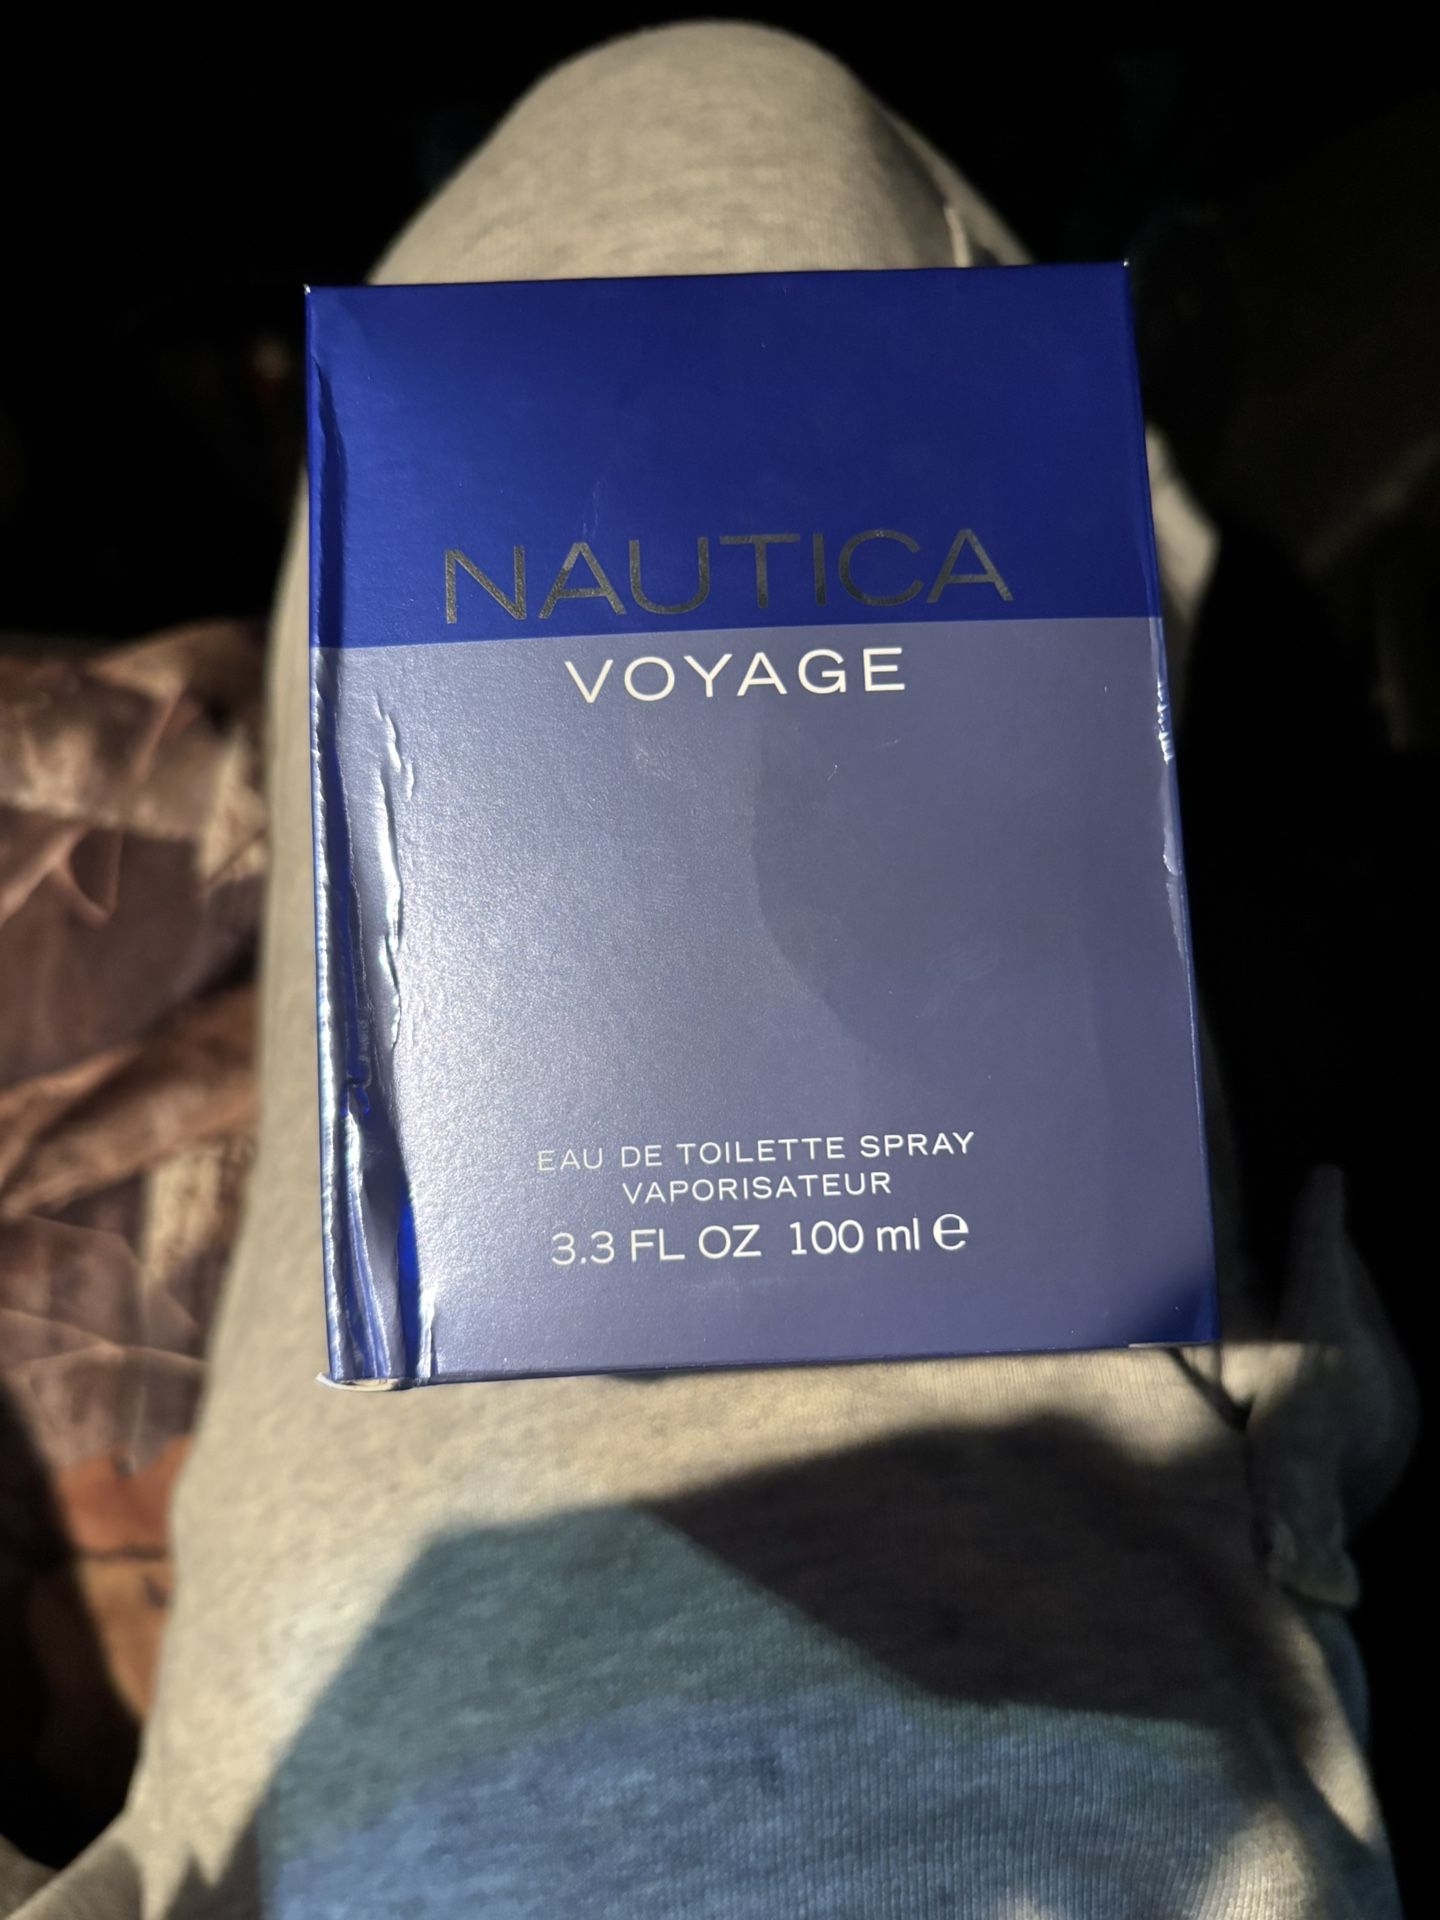 NAUTICA
VOYAGE
EAU DE TOILETTE SPRAY
VAPORISATEUR
3.3 FL OZ 100 ml ℮